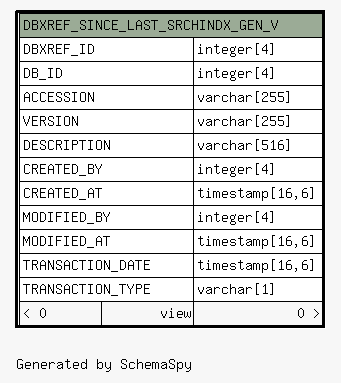 DBXREF_SINCE_LAST_SRCHINDX_GEN_V
DBXREF_ID integer[4]
DB_ID integer[4]
ACCESSION varchar[255]
VERSION varchar[255]
DESCRIPTION varchar[516]
CREATED_BY integer[4]
CREATED_AT timestamp[16,6]
MODIFIED_BY integer[4]
MODIFIED_AT timestamp[16,6]
TRANSACTION_DATE timestamp[16,6]
TRANSACTION_TYPE varchar[1]
< 0 view 0 >
Generated by SchemaSpy